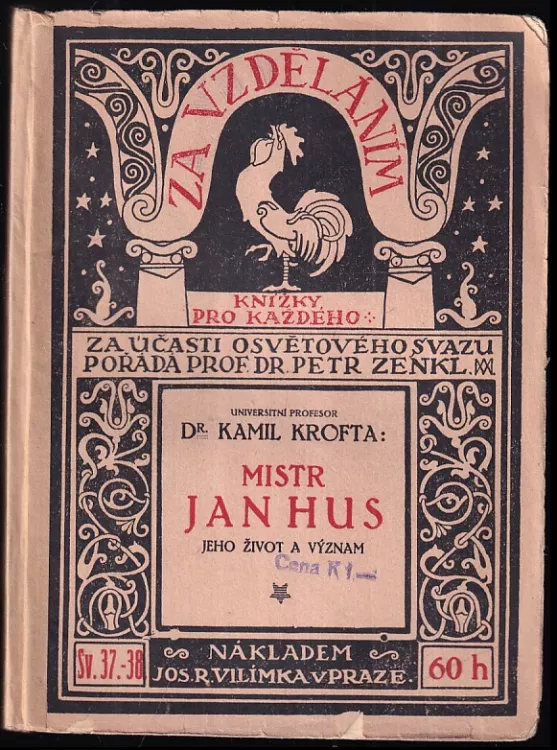 ZA VZDĚLÁNÍM
KNÍŽKY
PRO KAŽDÉHO
ZA ÚČASTI OSVĚTOVÉHO SVAZU
POŘÁDÁ PROF. DR. PETR ZENKL.
UNIVERSITNÍ PROFESOR
DR. KAMIL KROFTA:
MISTR
JAN HUS
JEHO ŽIVOT A VÝZNAM
Cena K 1.—
Sv. 37.-38
NÁKLADEM
JOS. R. VILÍMKA V PRAZE.
60 h